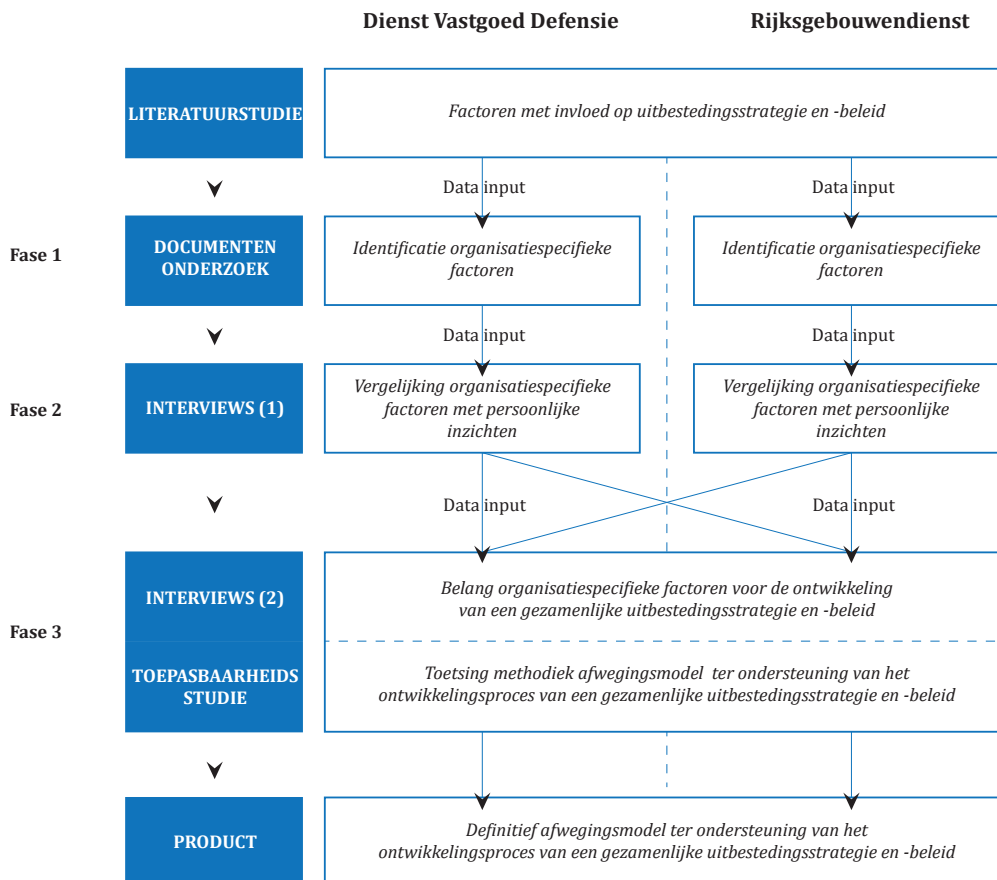 Dienst Vastgoed Defensie
Rijksgebouwendienst
LITERATUURSTUDIE
Factoren met invloed op uitbestedingsstrategie en -beleid
Data input
Data input
Fase 1
DOCUMENTEN
ONDERZOEK
Identificatie organisatiespecifieke
factoren
Identificatie organisatiespecifieke
factoren
Data input
Data input
Fase 2
INTERVIEWS (1)
Vergelijking organisatiespecifieke
factoren met persoonlijke
inzichten
Vergelijking organisatiespecifieke
factoren met persoonlijke
inzichten
Data input
Data input
Fase 3
INTERVIEWS (2)
Belang organisatiespecifieke factoren voor de ontwikkeling
van een gezamenlijke uitbestedingsstrategie en -beleid
TOEPASBAARHEIDS
STUDIE
Toetsing methodiek afwegingsmodel ter ondersteuning van het
ontwikkelingsproces van een gezamenlijke uitbestedingsstrategie en -beleid
PRODUCT
Definitief afwegingsmodel ter ondersteuning van het
ontwikkelingsproces van een gezamenlijke uitbestedingsstrategie en -beleid